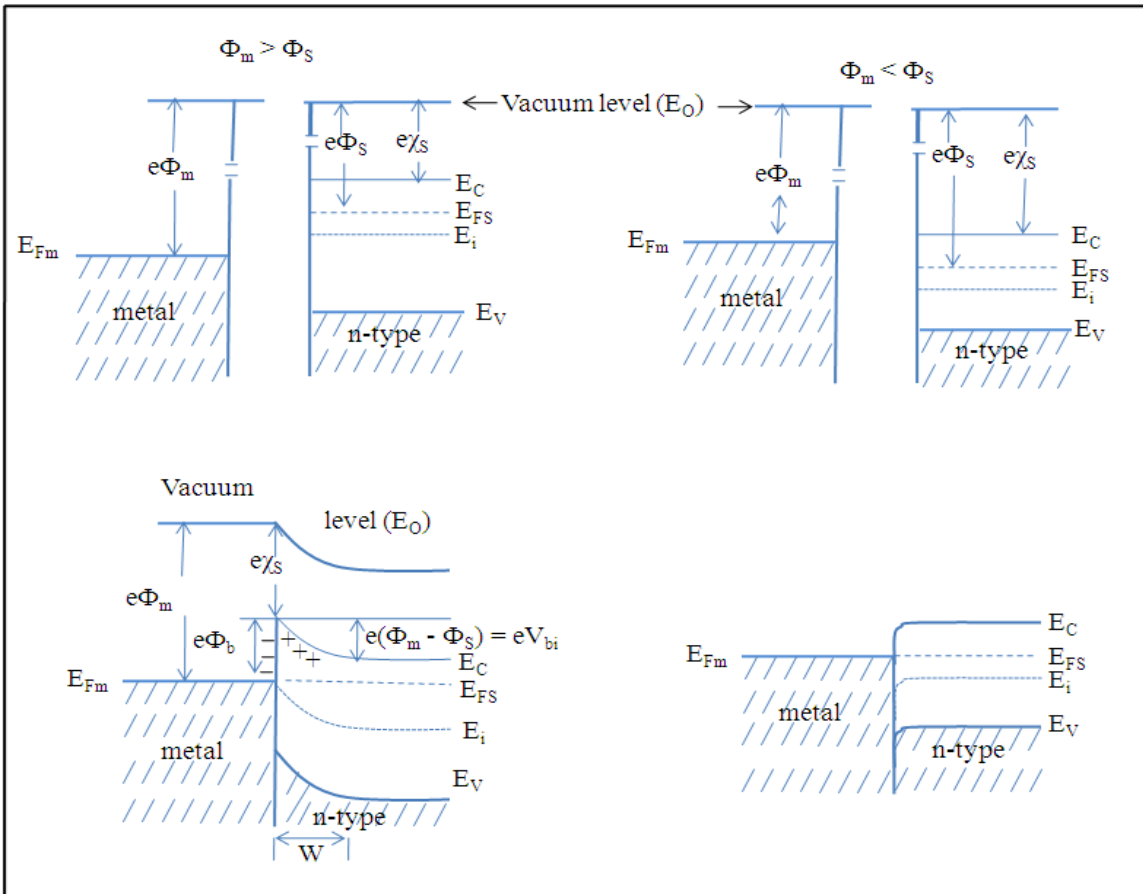 Φm > ΦS
Φm < ΦS
Vacuum level (EO)
eΦm
eΦS
eχS
EC
EFS
Ei
EFm
metal
EV
n-type
eΦm
eΦS
eχS
EC
EFS
Ei
EFm
metal
EV
n-type
Vacuum
level (EO)
eχS
eΦm
eΦb
e(Φm - ΦS) = eVbi
− − −
+ + +
EC
EFm
EFS
Ei
metal
EV
n-type
W
EC
EFm
EFS
Ei
metal
EV
n-type